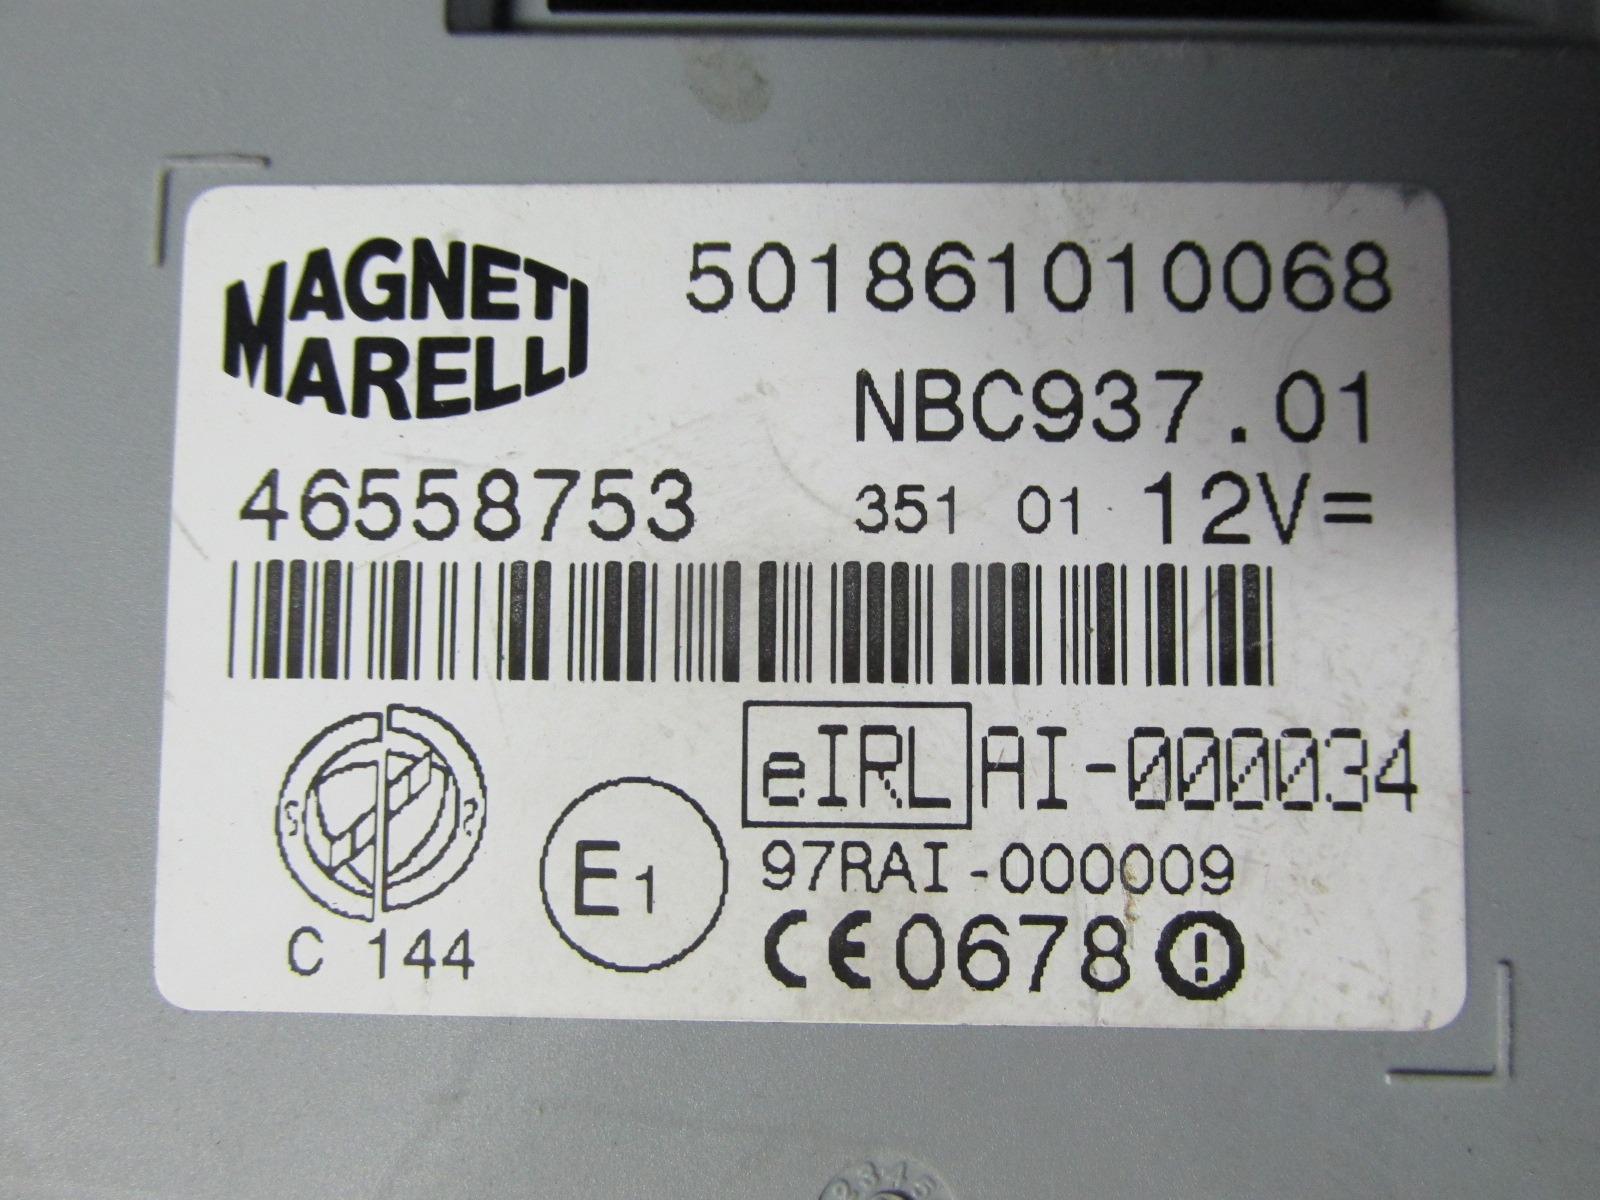 MAGNETI
MARELLI
501861010068
NBC937.01
46558753 351 01 12V=
eIRL AI-000034
E1
97RAI-000009
CE0678
C 144